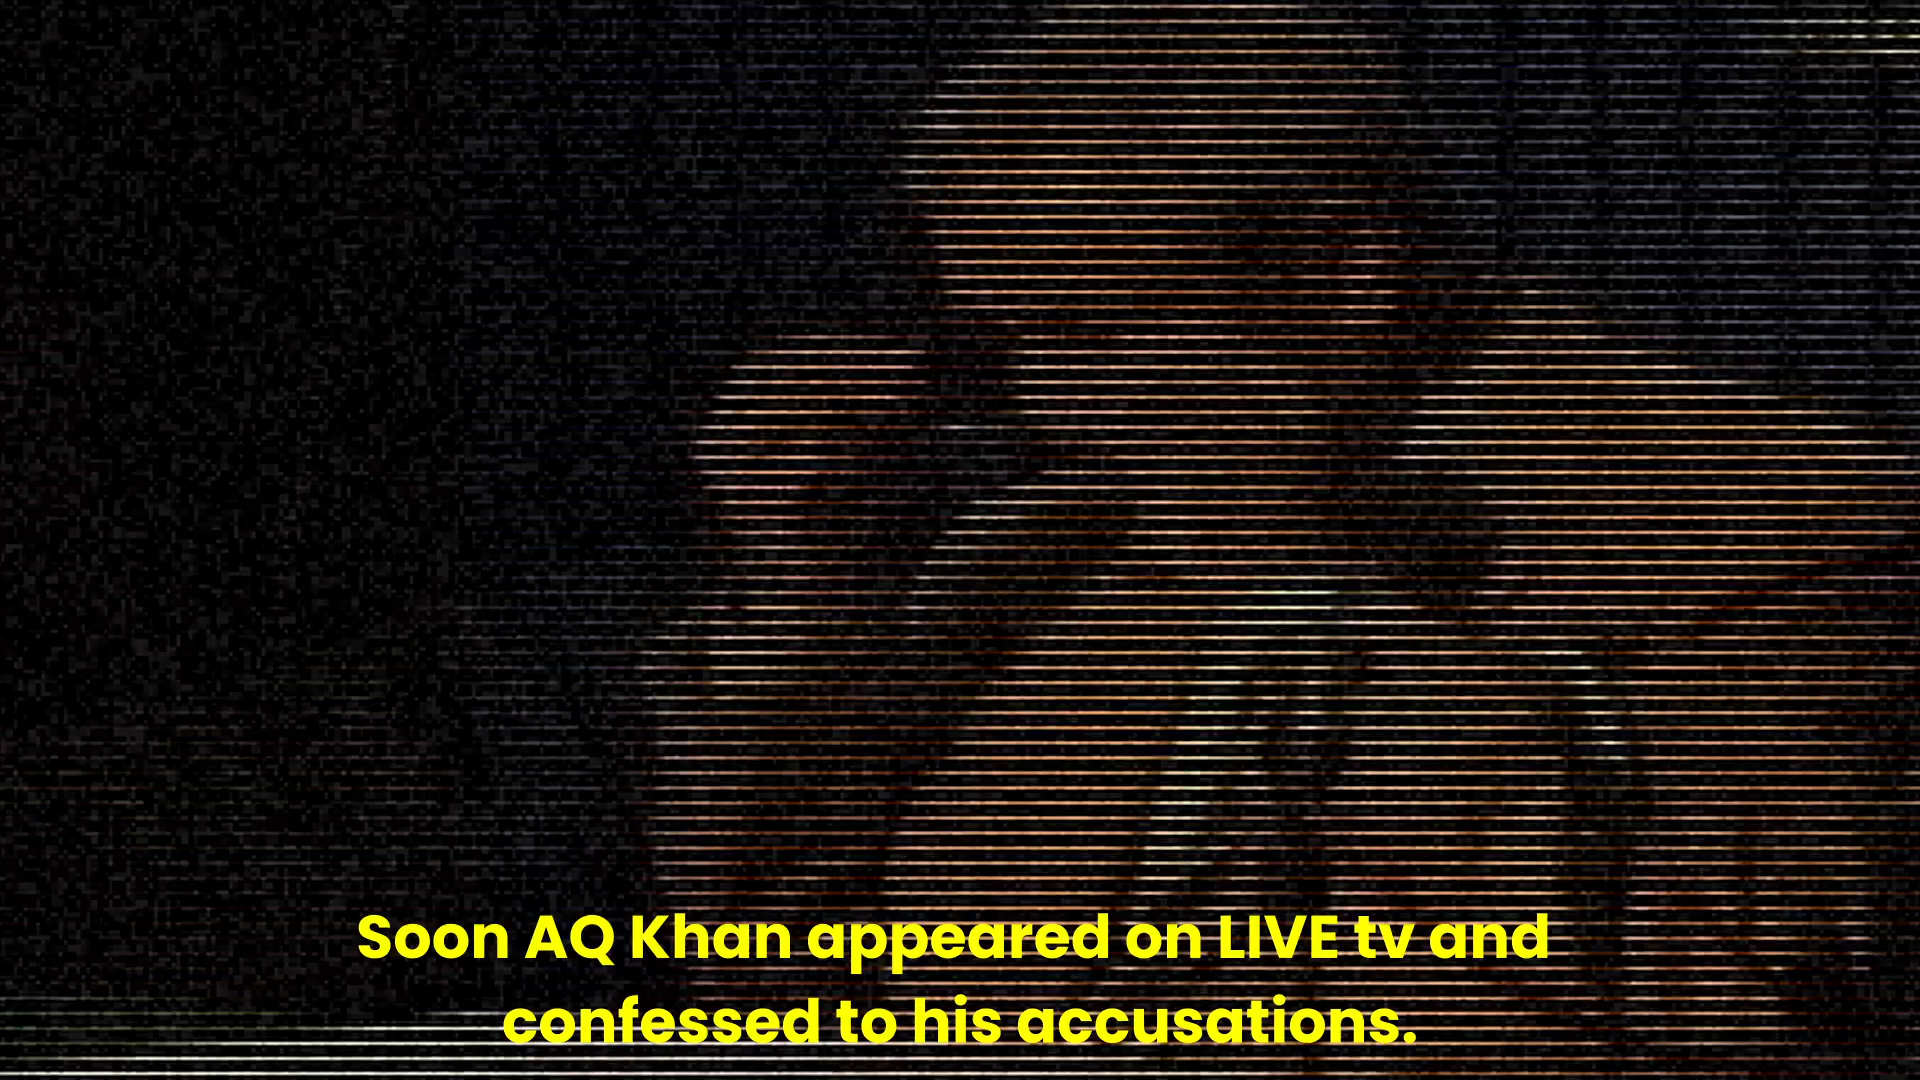 Soon AQ Khan appeared on LIVE tv and
confessed to his accusations.